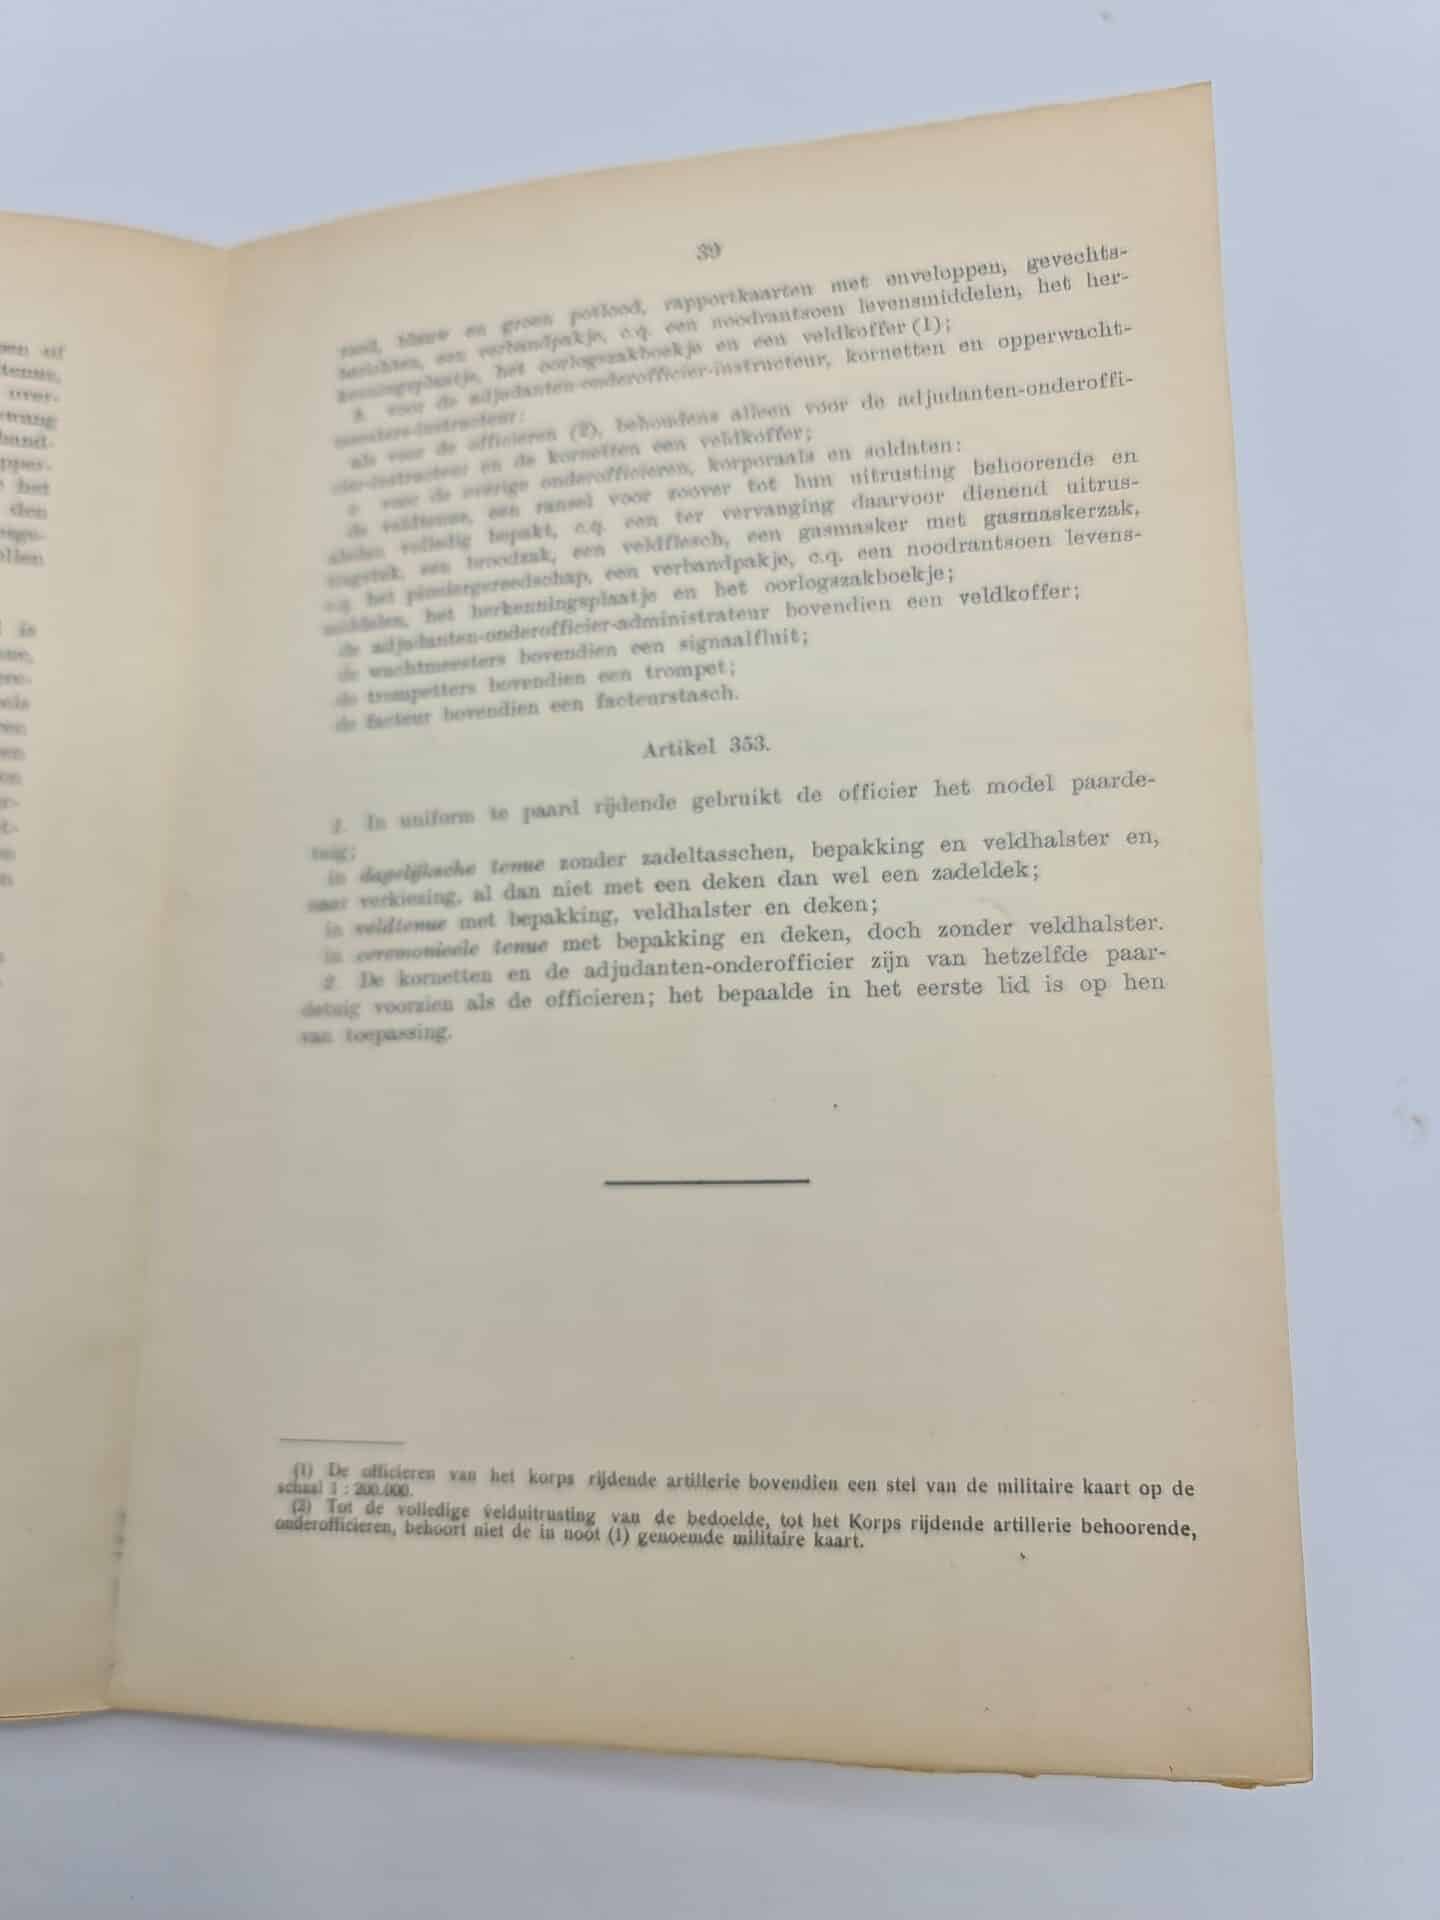 39
rood, blauw en groen potlood, rapportkaarten met enveloppen, gevechts-
berichten, een verbandpakje, c.q. een noodrantsoen levensmiddelen, het her-
kenningsplaatje, het oorlogszakboekje en een veldkoffer (1);
voor de adjudanten-onderofficier-instructeur, kornetten en opperwacht-
meesters-instructeur:
als voor de officieren (2), behoudens alleen voor de adjudanten-onderoffi-
cier-instructeur en de kornetten een veldkoffer;
c voor de overige onderofficieren, korporaals en soldaten:
de veldtenue, een ransel voor zoover tot hun uitrusting behoorende en
volledig bepakt, c.q. een ter vervanging daarvoor dienend uitrus-
tingstuk, een broodzak, een veldflesch, een gasmasker met gasmaskerzak,
c.q. het pioniergereedschap, een verbandpakje, c.q. een noodrantsoen levens-
middelen, het herkenningsplaatje en het oorlogszakboekje;
de adjudanten-onderofficier-administrateur bovendien een veldkoffer;
de wachtmeesters bovendien een signaalfluit;
de trompetters bovendien een trompet;
de facteur bovendien een facteurstasch.
Artikel 353.
1. In uniform te paard rijdende gebruikt de officier het model paarde-
tuig;
in dagelijksche tenue zonder zadeltasschen, bepakking en veldhalster en,
naar verkiezing, al dan niet met een deken dan wel een zadeldek;
in veldtenue met bepakking, veldhalster en deken;
in ceremonieele tenue met bepakking en deken, doch zonder veldhalster.
2. De kornetten en de adjudanten-onderofficier zijn van hetzelfde paar-
detuig voorzien als de officieren; het bepaalde in het eerste lid is op hen
van toepassing.
(1) De officieren van het korps rijdende artillerie bovendien een stel van de militaire kaart op de
schaal 1 : 200.000.
(2) Tot de volledige velduitrusting van de bedoelde, tot het Korps rijdende artillerie behoorende,
onderofficieren, behoort niet de in noot (1) genoemde militaire kaart.